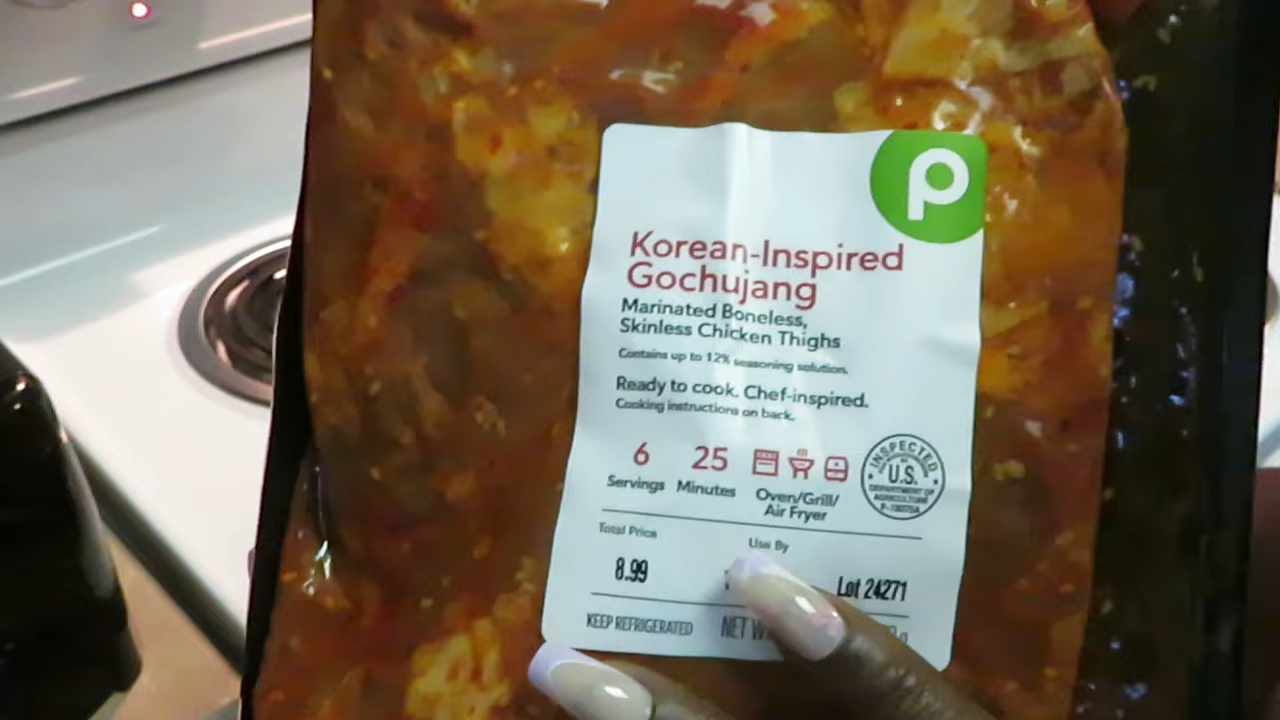 p
Korean-Inspired
Gochujang
Marinated Boneless,
Skinless Chicken Thighs
Contains up to 12% seasoning solution.
Ready to cook. Chef-inspired.
Cooking instructions on back.
6
Servings
25
Minutes
Oven/Grill/
Air Fryer
INSPECTED
U.S.
DEPARTMENT OF
AGRICULTURE
Total Price
8.99
Use By
Lot 24271
KEEP REFRIGERATED
NET
g